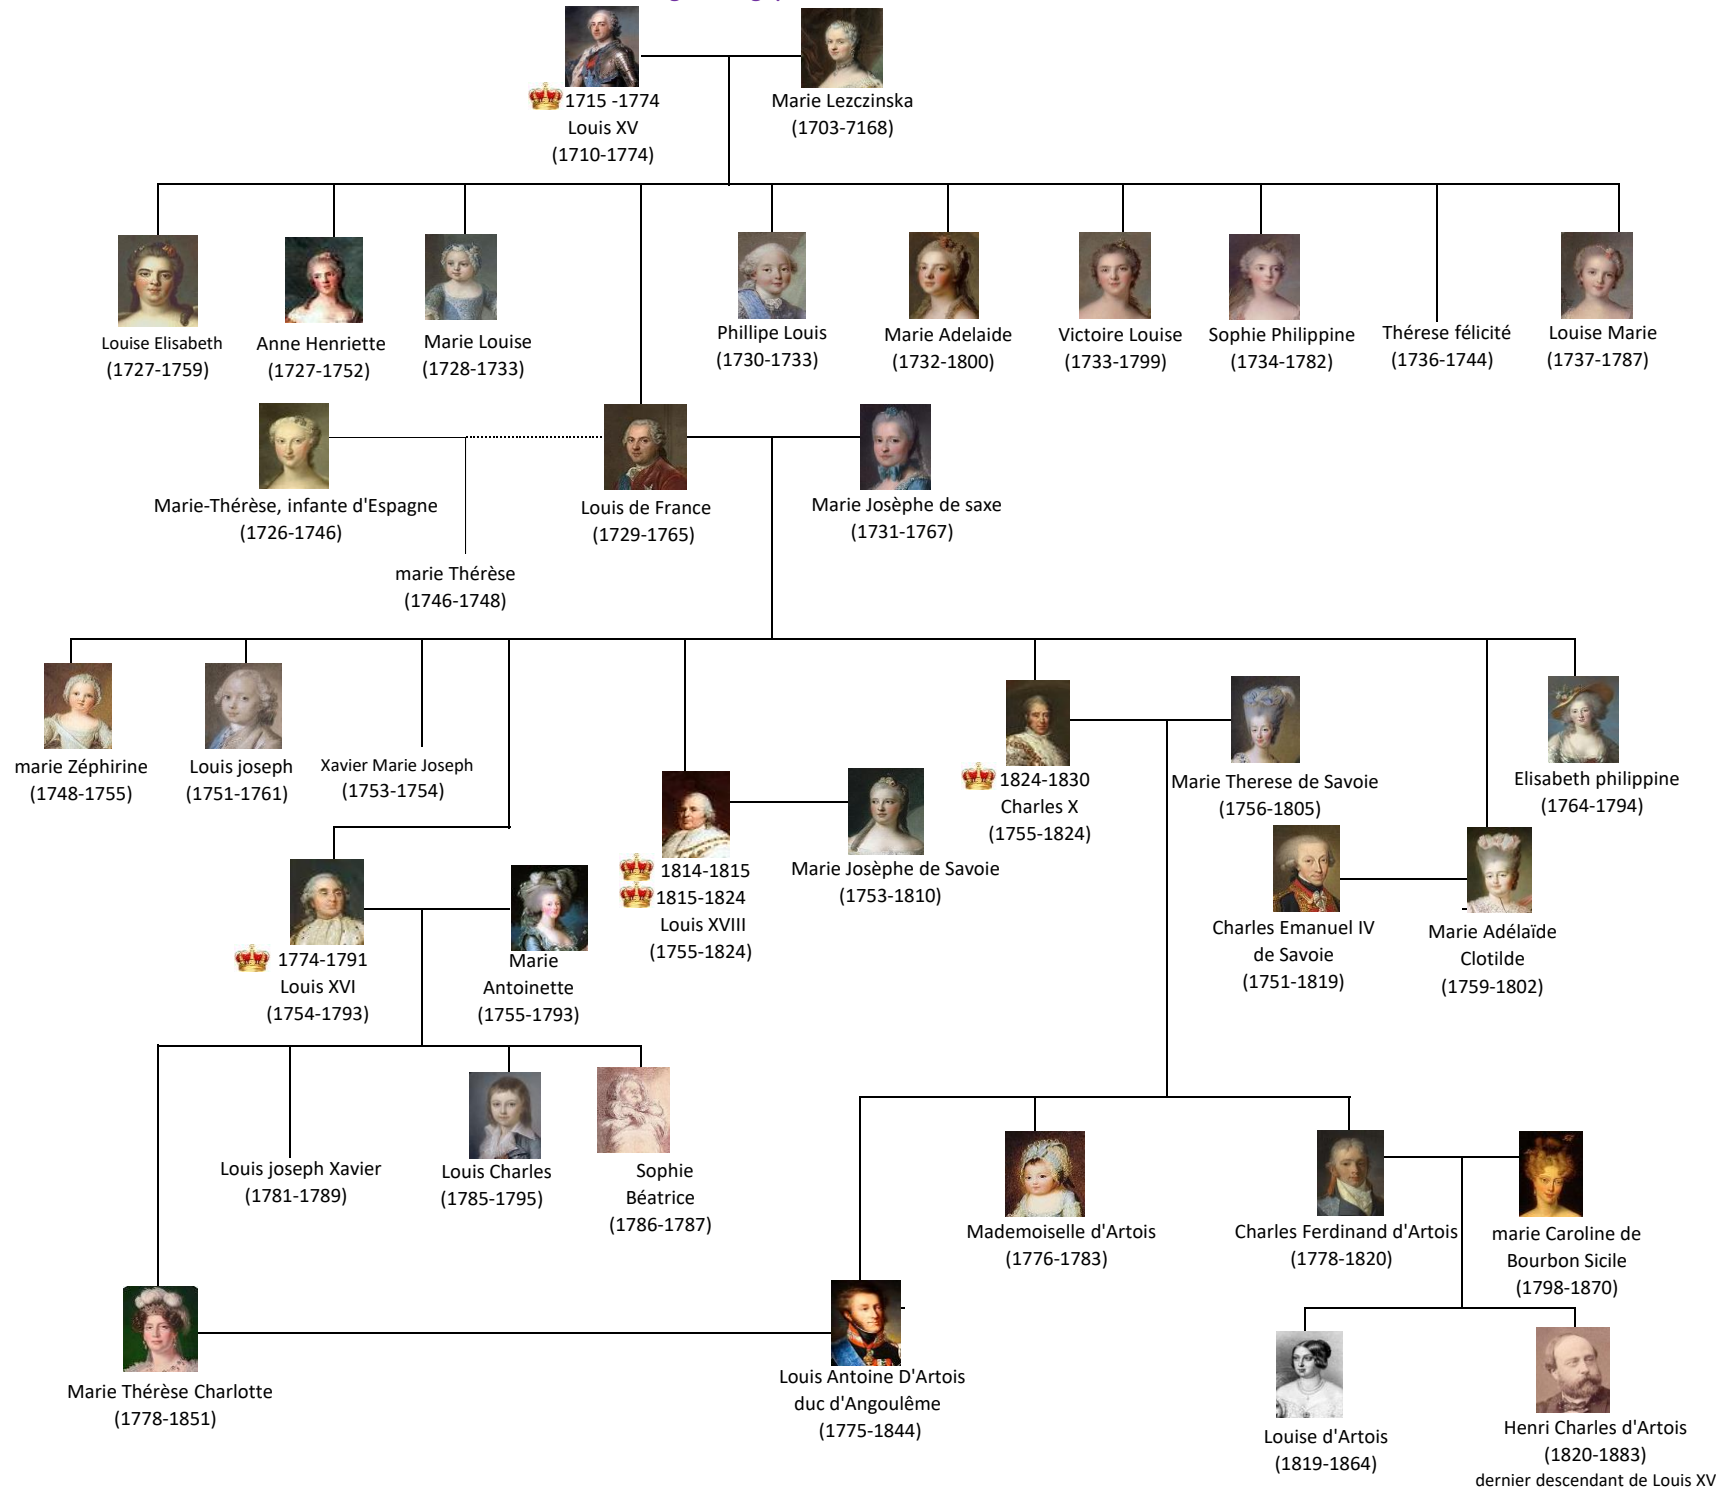 1715 -1774
Louis XV
(1710-1774)
Marie Lezczinska
(1703-7168)
Louise Elisabeth
(1727-1759)
Anne Henriette
(1727-1752)
Marie Louise
(1728-1733)
Phillipe Louis
(1730-1733)
Marie Adelaide
(1732-1800)
Victoire Louise
(1733-1799)
Sophie Philippine
(1734-1782)
Thérese félicité
(1736-1744)
Louise Marie
(1737-1787)
Marie-Thérèse, infante d'Espagne
(1726-1746)
Louis de France
(1729-1765)
Marie Josèphe de saxe
(1731-1767)
marie Thérèse
(1746-1748)
marie Zéphirine
(1748-1755)
Louis joseph
(1751-1761)
Xavier Marie Joseph
(1753-1754)
1824-1830
Charles X
(1755-1824)
Marie Therese de Savoie
(1756-1805)
Elisabeth philippine
(1764-1794)
1814-1815
1815-1824
Louis XVIII
(1755-1824)
Marie Josèphe de Savoie
(1753-1810)
Charles Emanuel IV
de Savoie
(1751-1819)
Marie Adélaïde
Clotilde
(1759-1802)
1774-1791
Louis XVI
(1754-1793)
Marie
Antoinette
(1755-1793)
Louis joseph Xavier
(1781-1789)
Louis Charles
(1785-1795)
Sophie
Béatrice
(1786-1787)
Mademoiselle d'Artois
(1776-1783)
Charles Ferdinand d'Artois
(1778-1820)
marie Caroline de
Bourbon Sicile
(1798-1870)
Marie Thérèse Charlotte
(1778-1851)
Louis Antoine D'Artois
duc d'Angoulême
(1775-1844)
Louise d'Artois
(1819-1864)
Henri Charles d'Artois
(1820-1883)
dernier descendant de Louis XV